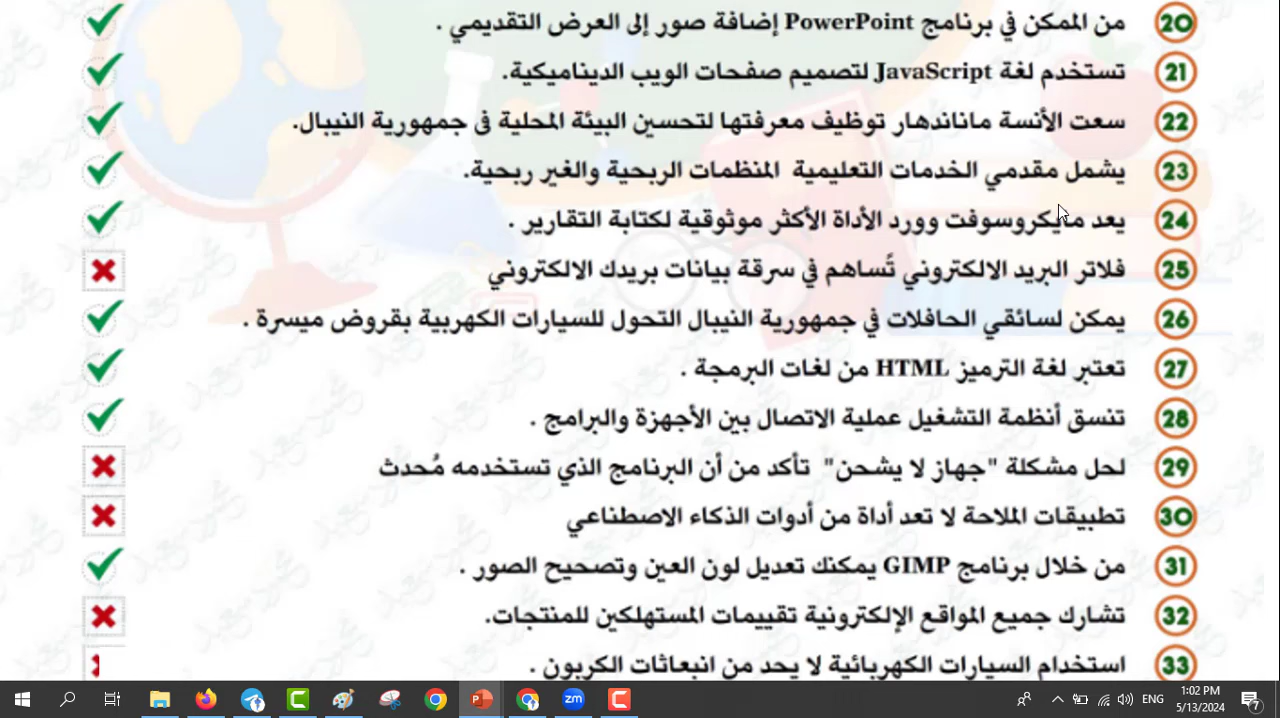 20 من الممكن في برنامج PowerPoint إضافة صور إلى العرض التقديمي .
21 تستخدم لغة JavaScript لتصميم صفحات الويب الديناميكية.
22 سعت الأنسة ماناندهار توظيف معرفتها لتحسين البيئة المحلية فى جمهورية النيبال.
23 يشمل مقدمي الخدمات التعليمية المنظمات الربحية والغير ربحية.
24 يعد مايكروسوفت وورد الأداة الأكثر موثوقية لكتابة التقارير .
25 فلاتر البريد الالكتروني تُساهم في سرقة بيانات بريدك الالكتروني
26 يمكن لسائقي الحافلات في جمهورية النيبال التحول للسيارات الكهربية بقروض ميسرة .
27 تعتبر لغة الترميز HTML من لغات البرمجة .
28 تنسق أنظمة التشغيل عملية الاتصال بين الأجهزة والبرامج .
29 لحل مشكلة "جهاز لا يشحن" تأكد من أن البرنامج الذي تستخدمه مُحدث
30 تطبيقات الملاحة لا تعد أداة من أدوات الذكاء الاصطناعي
31 من خلال برنامج GIMP يمكنك تعديل لون العين وتصحيح الصور .
32 تشارك جميع المواقع الإلكترونية تقييمات المستهلكين للمنتجات.
33 استخدام السيارات الكهربائية لا يحد من انبعاثات الكربون .
ENG
1:02 PM
5/13/2024
7
zm